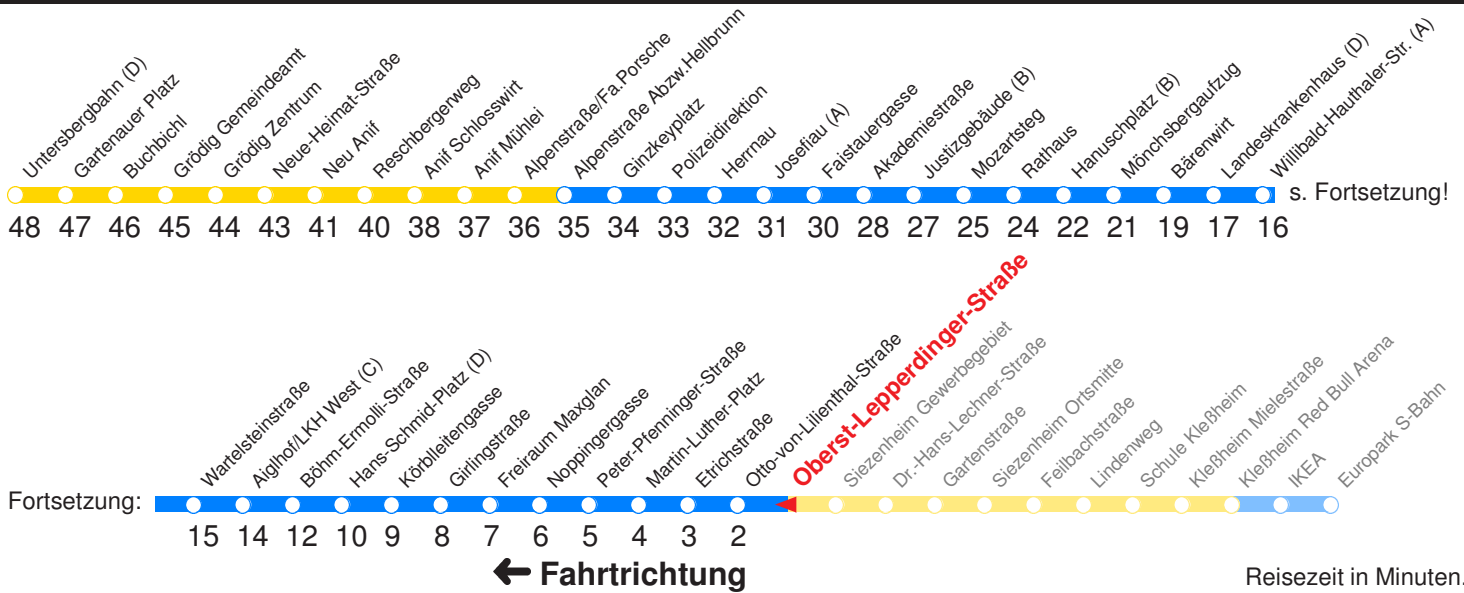 Untersbergbahn (D)
Gartenauer Platz
Buchbichl
Grödig Gemeindeamt
Grödig Zentrum
Neue-Heimat-Straße
Neu Anif
Reschbergerweg
Anif Schlosswirt
Anif Mühlei
Alpenstraße/Fa.Porsche
Alpenstraße Abzw.Hellbrunn
Ginzkeyplatz
Polizeidirektion
Herrnau
Josefiau (A)
Faistauergasse
Akademiestraße
Justizgebäude (B)
Mozartsteg
Rathaus
Hanuschplatz (B)
Mönchsbergaufzug
Bärenwirt
Landeskrankenhaus (D)
Willibald-Hauthaler-Str. (A)
s. Fortsetzung!
48 47 46 45 44 43 41 40 38 37 36 35 34 33 32 31 30 28 27 25 24 22 21 19 17 16
Fortsetzung:
Wartelsteinstraße
Aiglhof/LKH West (C)
Böhm-Ermolli-Straße
Hans-Schmid-Platz (D)
Körblleitengasse
Girlingstraße
Freiraum Maxglan
Noppingergasse
Peter-Pfenninger-Straße
Martin-Luther-Platz
Etrichstraße
Otto-von-Lilienthal-Straße
Oberst-Lepperdinger-Straße
Siezenheim Gewerbegebiet
Dr.-Hans-Lechner-Straße
Gartenstraße
Siezenheim Ortsmitte
Feilbachstraße
Lindenweg
Schule Kleßheim
Kleßheim Mielestraße
Kleßheim Red Bull Arena
IKEA
Europark S-Bahn
15 14 12 10 9 8 7 6 5 4 3 2
Fahrtrichtung
Reisezeit in Minuten.